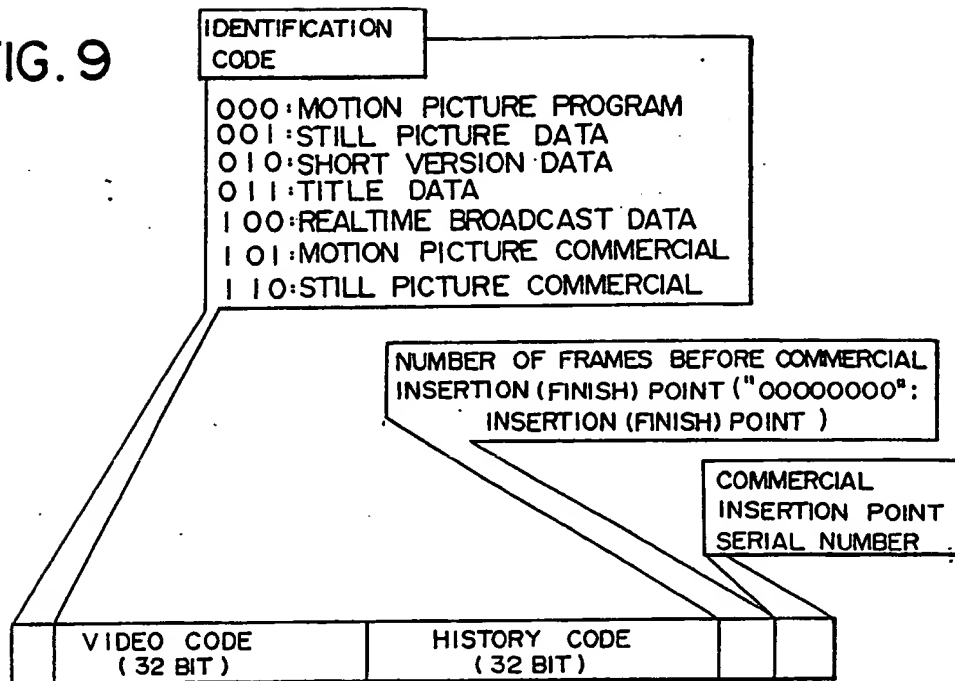 FIG. 9
IDENTIFICATION
CODE
000:MOTION PICTURE PROGRAM
001:STILL PICTURE DATA
010:SHORT VERSION DATA
011:TITLE DATA
100:REALTIME BROADCAST DATA
101:MOTION PICTURE COMMERCIAL
110:STILL PICTURE COMMERCIAL
NUMBER OF FRAMES BEFORE COMMERCIAL
INSERTION (FINISH) POINT ("00000000":
INSERTION (FINISH) POINT )
COMMERCIAL
INSERTION POINT
SERIAL NUMBER
VIDEO CODE
(32 BIT)
HISTORY CODE
(32 BIT)